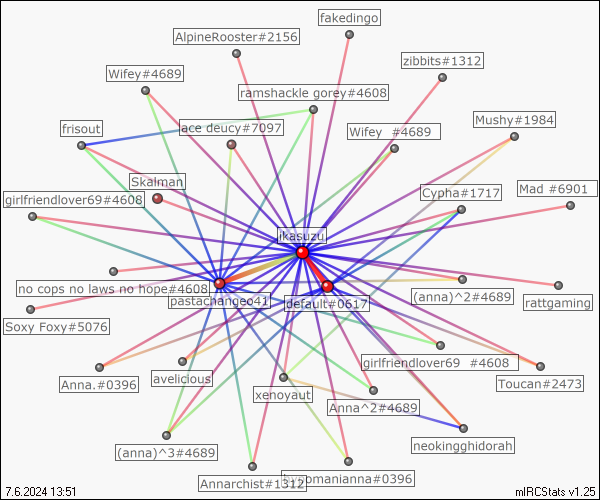 fakedingo
AlpineRooster#2156
zibbits#1312
Wifey#4689
ramshackle gorey#4608
Mushy#1984
frisout
ace deucy#7097
Wifey #4689
Skalman
Cypha#1717
Mad #6901
girlfriendlover69#4608
ikasuzu
no cops no laws no hope#4608
pastachangeo41
default#0617
(anna)^2#4689
rattgaming
Soxy Foxy#5076
girlfriendlover69 #4608
Anna.#0396
avelicious
Toucan#2473
xenoyaut
Anna^2#4689
(anna)^3#4689
neokingghidorah
Annarchist#1312
#0396
7.6.2024 13:51
mIRCStats v1.25